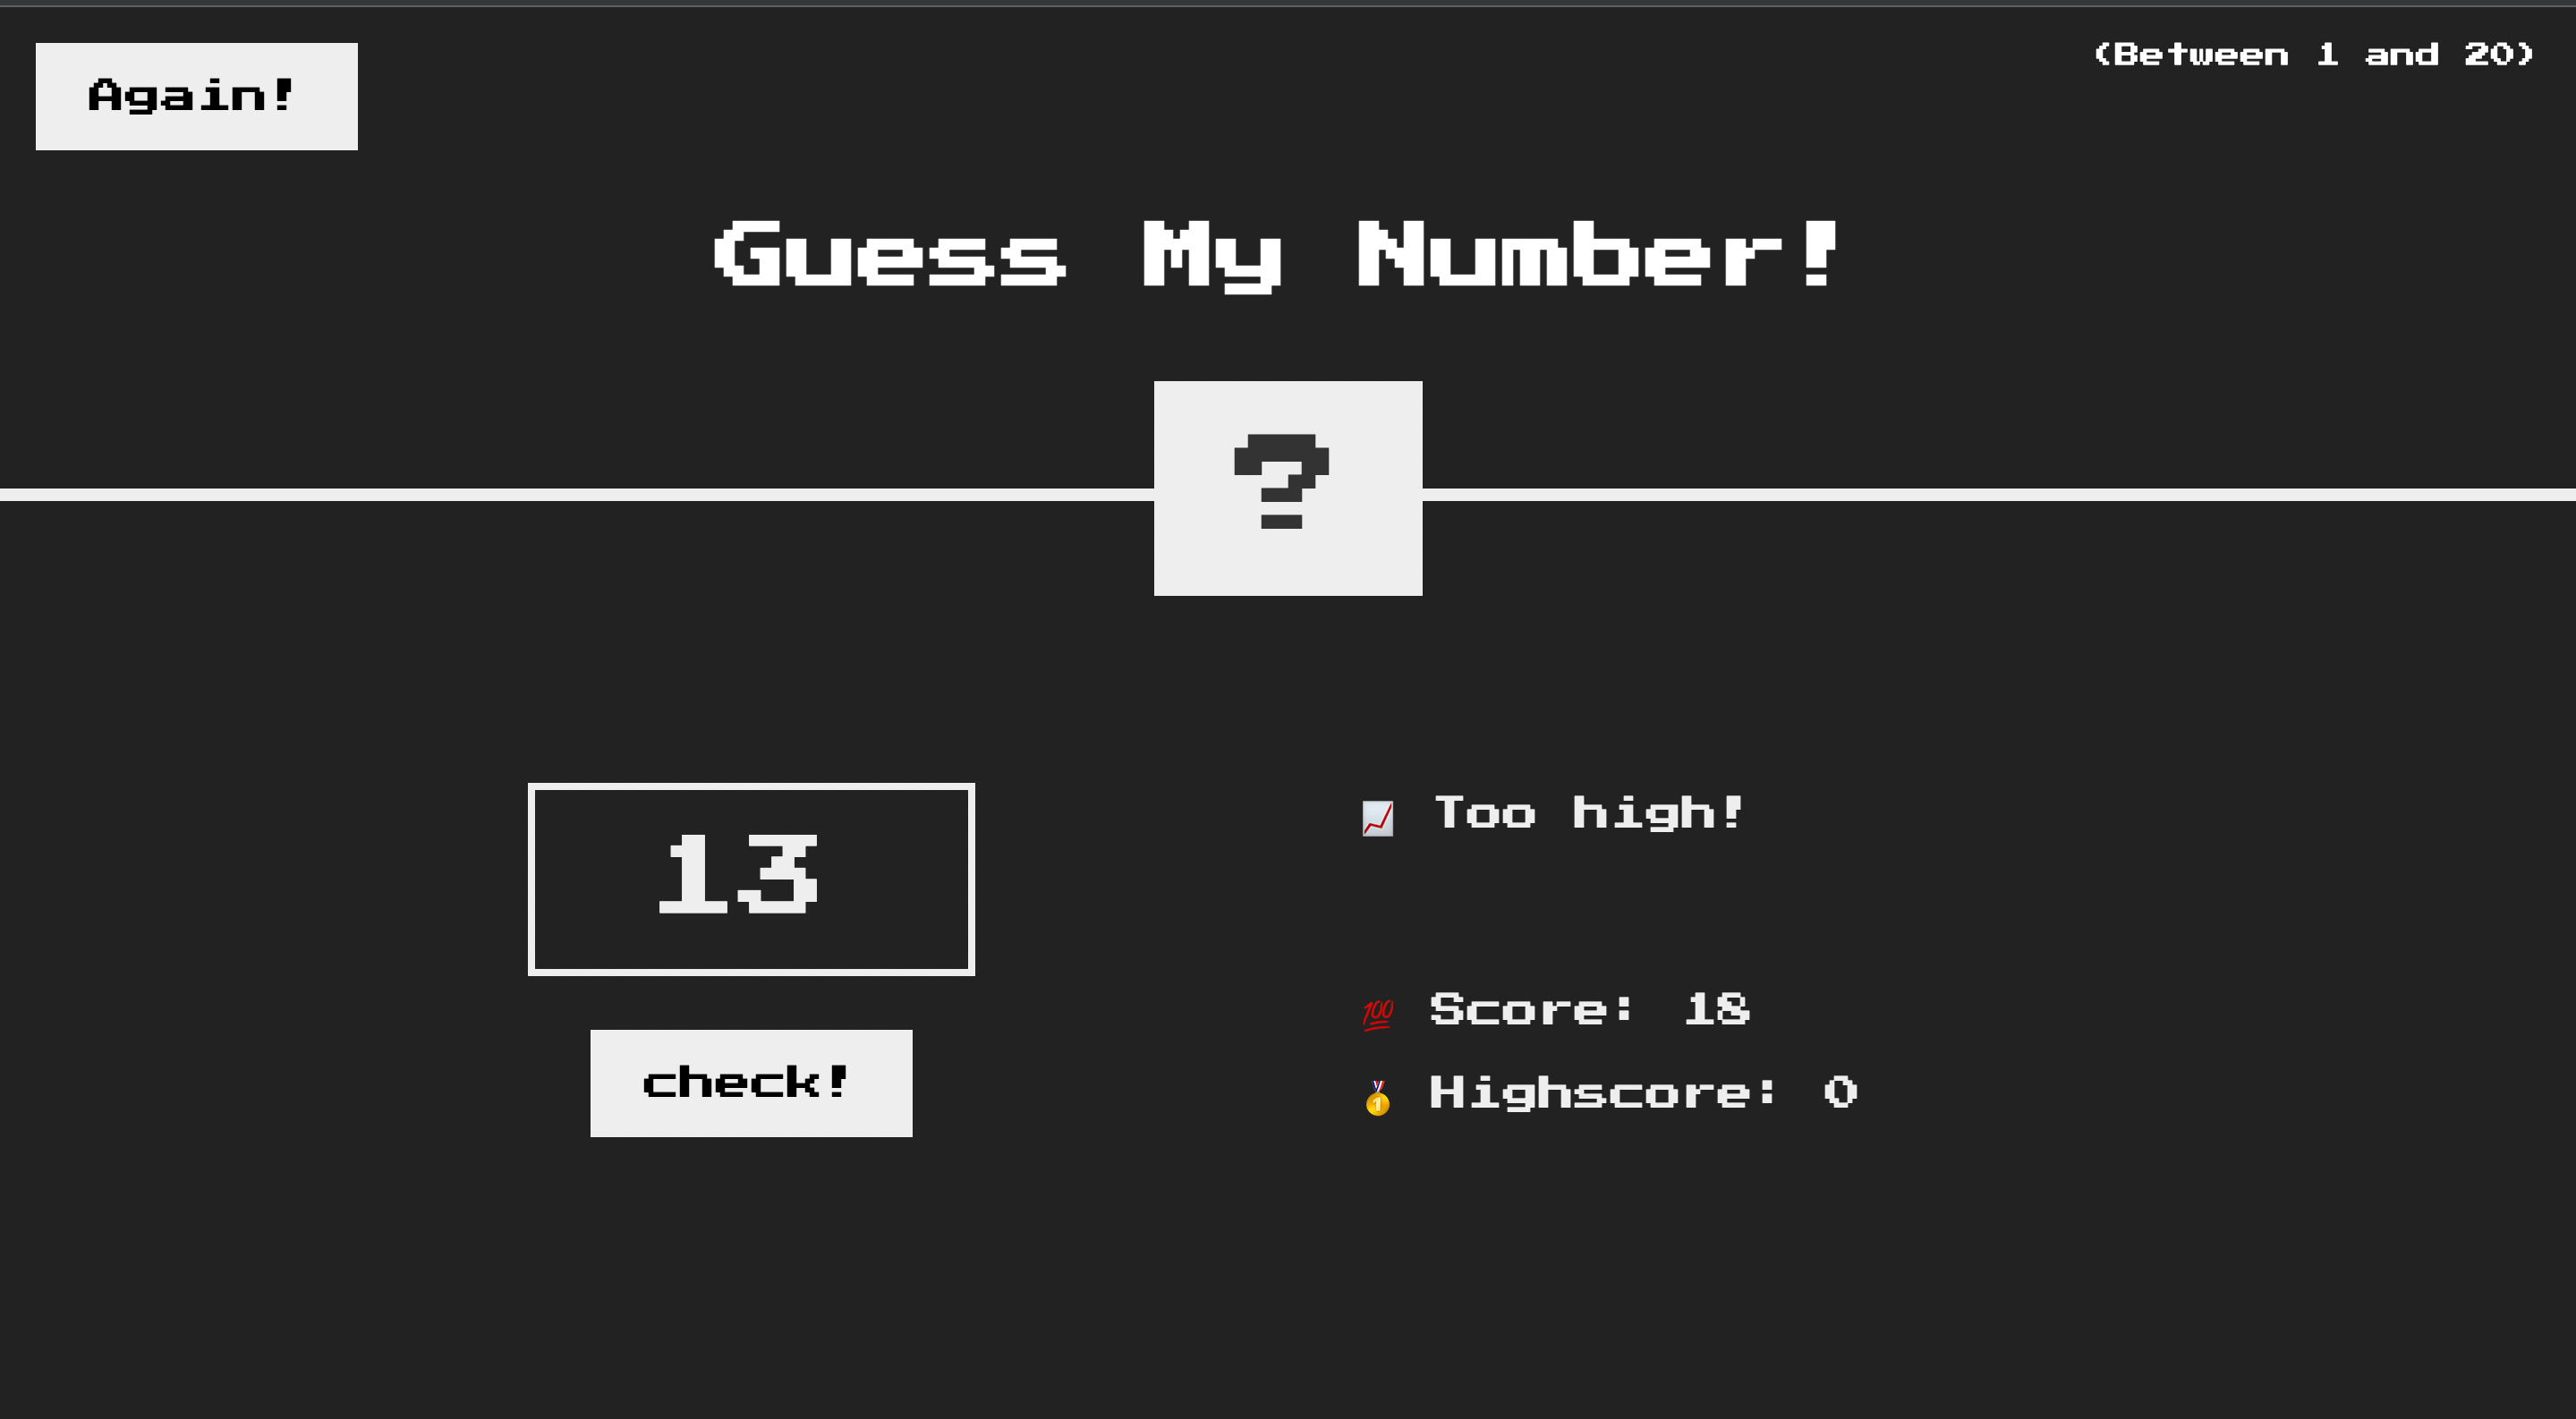 Again!
(Between 1 and 20)
Guess My Number!
?
13
📈 Too high!
check!
💯 Score: 18
🥇 Highscore: 0